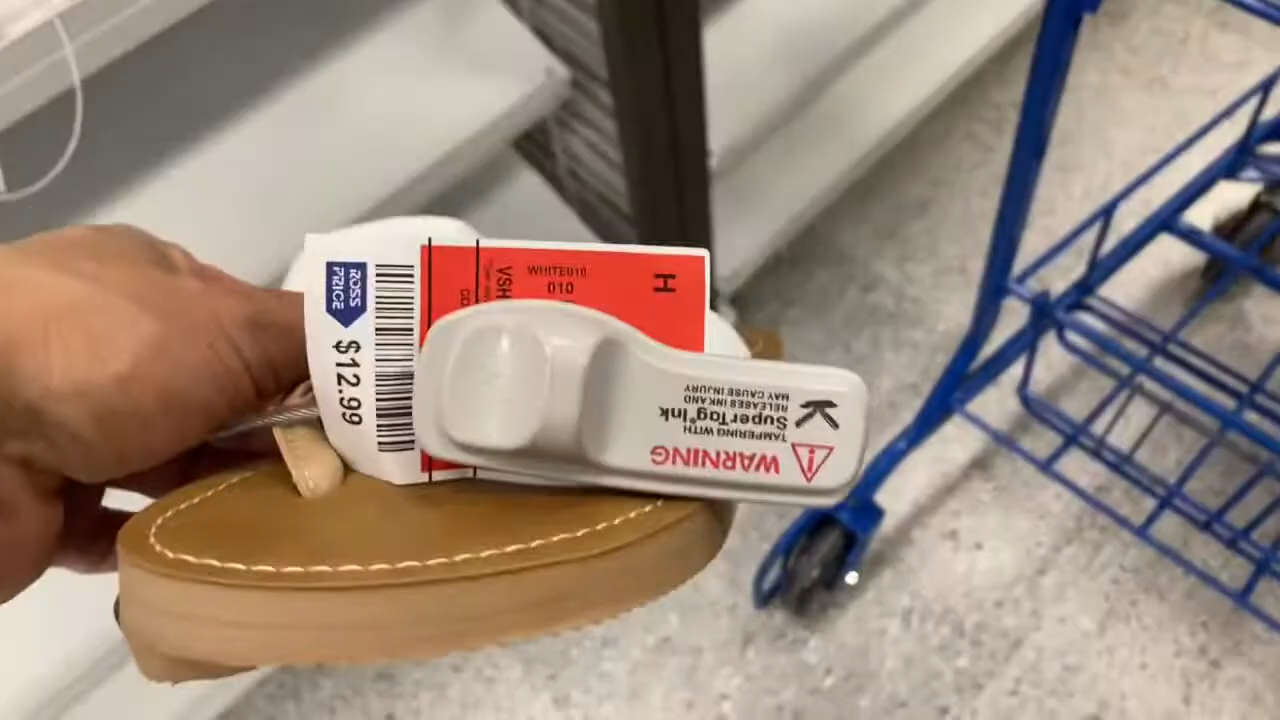 ROSS
PRICE
$12.99
VSH
WHITE010
010
H
WARNING
TAMPERING WITH
SuperTag® Ink
RELEASES INK AND
MAY CAUSE INJURY